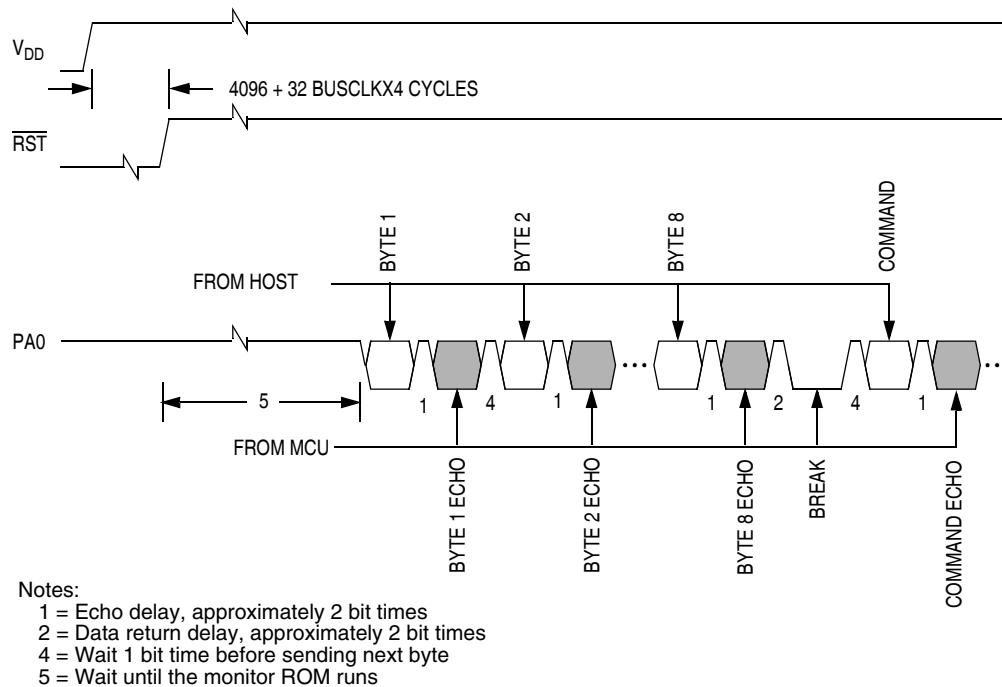 VDD
4096 + 32 BUSCLKX4 CYCLES
RST
BYTE 1
BYTE 2
BYTE 8
COMMAND
FROM HOST
PA0
5
1
4
1
1
2
4
1
FROM MCU
BYTE 1 ECHO
BYTE 2 ECHO
BYTE 8 ECHO
BREAK
COMMAND ECHO
Notes:
1 = Echo delay, approximately 2 bit times
2 = Data return delay, approximately 2 bit times
4 = Wait 1 bit time before sending next byte
5 = Wait until the monitor ROM runs